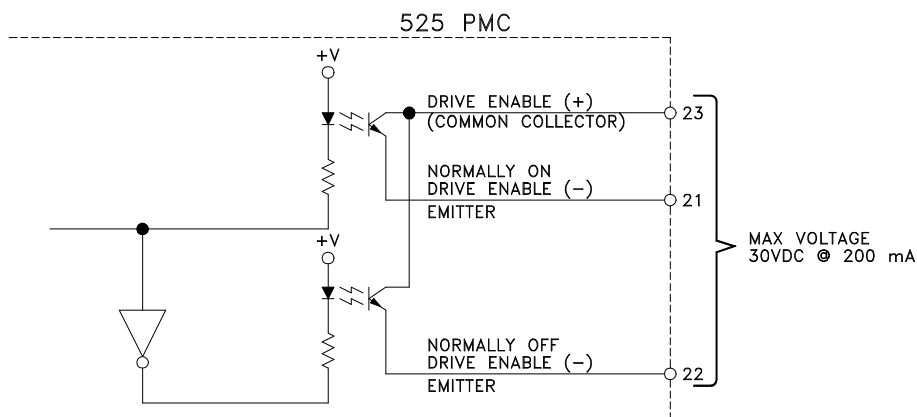 525 PMC
+V
DRIVE ENABLE (+)
23
(COMMON COLLECTOR)
NORMALLY ON
DRIVE ENABLE (−)
21
EMITTER
+V
MAX VOLTAGE
30VDC @ 200 mA
NORMALLY OFF
DRIVE ENABLE (−)
22
EMITTER